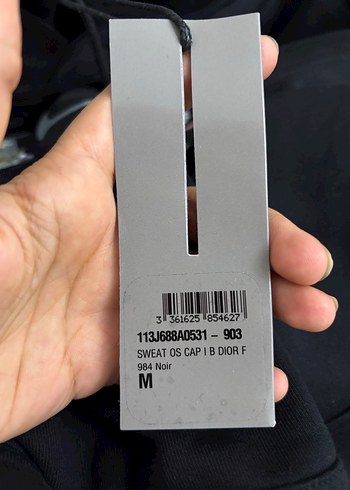 3 361625 854627
113J688A0531 - 903
SWEAT OS CAP I B DIOR F
984 Noir
M